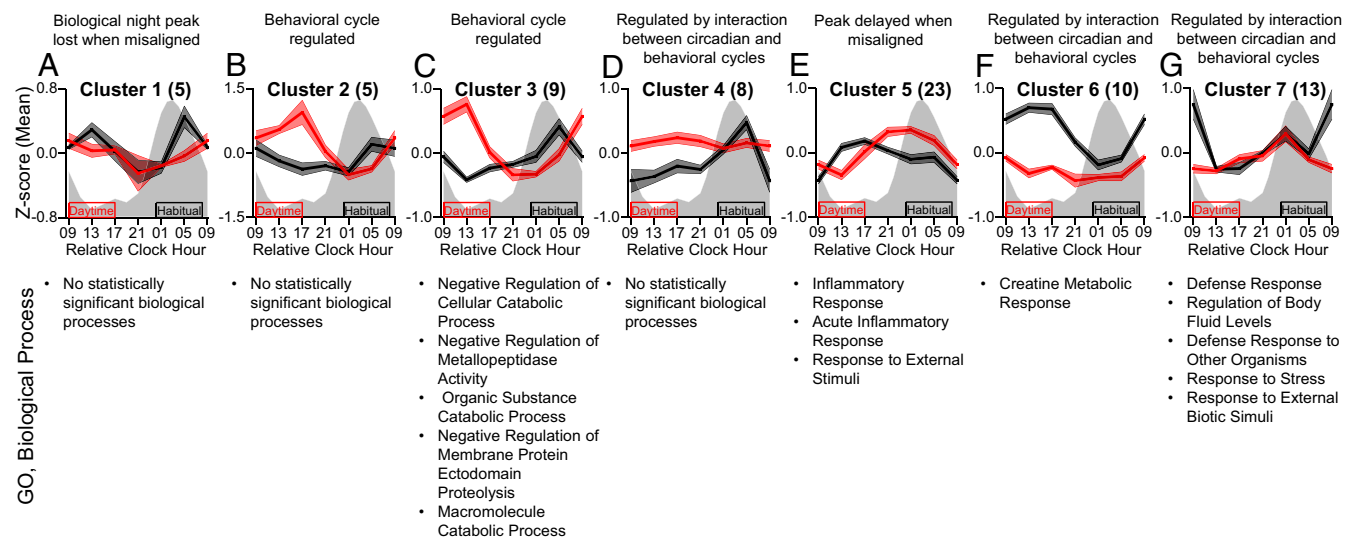 Biological night peak
lost when misaligned
Behavioral cycle
regulated
Behavioral cycle
regulated
Regulated by interaction
between circadian and
behavioral cycles
Peak delayed when
misaligned
Regulated by interaction
between circadian and
behavioral cycles
Regulated by interaction
between circadian and
behavioral cycles
A
Cluster 1 (5)
Z-score (Mean)
0.8
0.0
-0.8
Daytime
Habitual
09 13 17 21 01 05 09
Relative Clock Hour
B
Cluster 2 (5)
1.5
0.0
-1.5
Daytime
Habitual
09 13 17 21 01 05 09
Relative Clock Hour
C
Cluster 3 (9)
1.0
0.0
-1.0
Daytime
Habitual
09 13 17 21 01 05 09
Relative Clock Hour
D
Cluster 4 (8)
1.0
0.0
-1.0
Daytime
Habitual
09 13 17 21 01 05 09
Relative Clock Hour
E
Cluster 5 (23)
1.0
0.0
-1.0
Daytime
Habitual
09 13 17 21 01 05 09
Relative Clock Hour
F
Cluster 6 (10)
1.0
0.0
-1.0
Daytime
Habitual
09 13 17 21 01 05 09
Relative Clock Hour
G
Cluster 7 (13)
1.0
0.0
-1.0
Daytime
Habitual
09 13 17 21 01 05 09
Relative Clock Hour
GO, Biological Process
• No statistically
significant biological
processes
• No statistically
significant biological
processes
• Negative Regulation of
Cellular Catabolic
Process
• Negative Regulation of
Metallopeptidase
Activity
• Organic Substance
Catabolic Process
• Negative Regulation of
Membrane Protein
Ectodomain
Proteolysis
• Macromolecule
Catabolic Process
• No statistically
significant biological
processes
• Inflammatory
Response
• Acute Inflammatory
Response
• Response to External
Stimuli
• Creatine Metabolic
Response
• Defense Response
• Regulation of Body
Fluid Levels
• Defense Response to
Other Organisms
• Response to Stress
• Response to External
Biotic Simuli